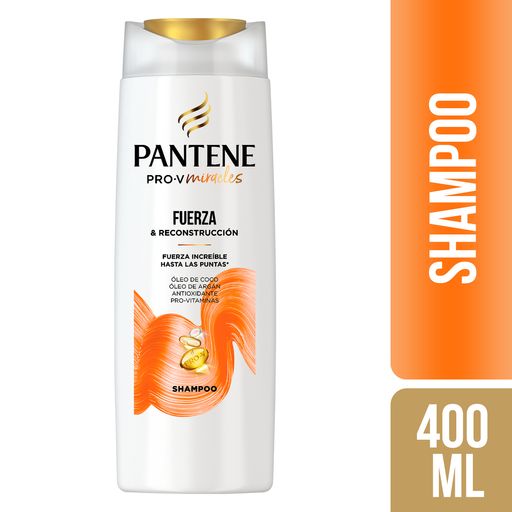 PANTENE
PRO-V miracles
FUERZA
& RECONSTRUCCIÓN
FUERZA INCREÍBLE
HASTA LAS PUNTAS*
ÓLEO DE COCO
ÓLEO DE ARGÁN
ANTIOXIDANTE
PRO-VITAMINAS
PRO-V
SHAMPOO
SHAMPOO
400
ML